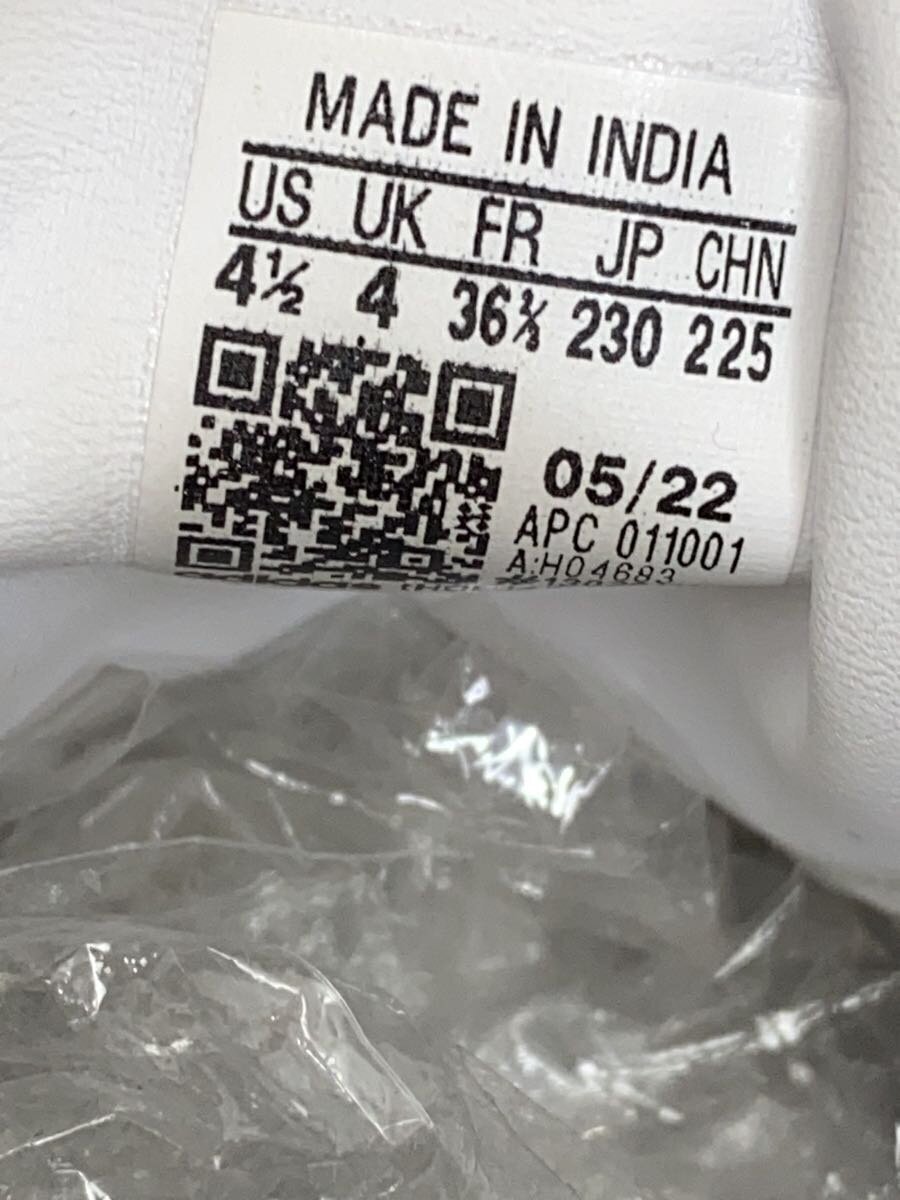 MADE IN INDIA
US UK FR JP CHN
4½ 4 36⅔ 230 225
05/22
APC 011001
A:H04683